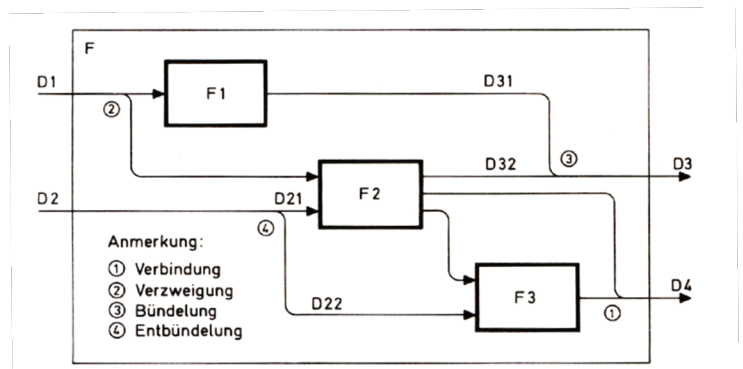 F
D1
F1
D31
②
③
D32
D3
F2
D2
D21
④
Anmerkung:
① Verbindung
② Verzweigung
③ Bündelung
④ Entbündelung
D22
F3
D4
①